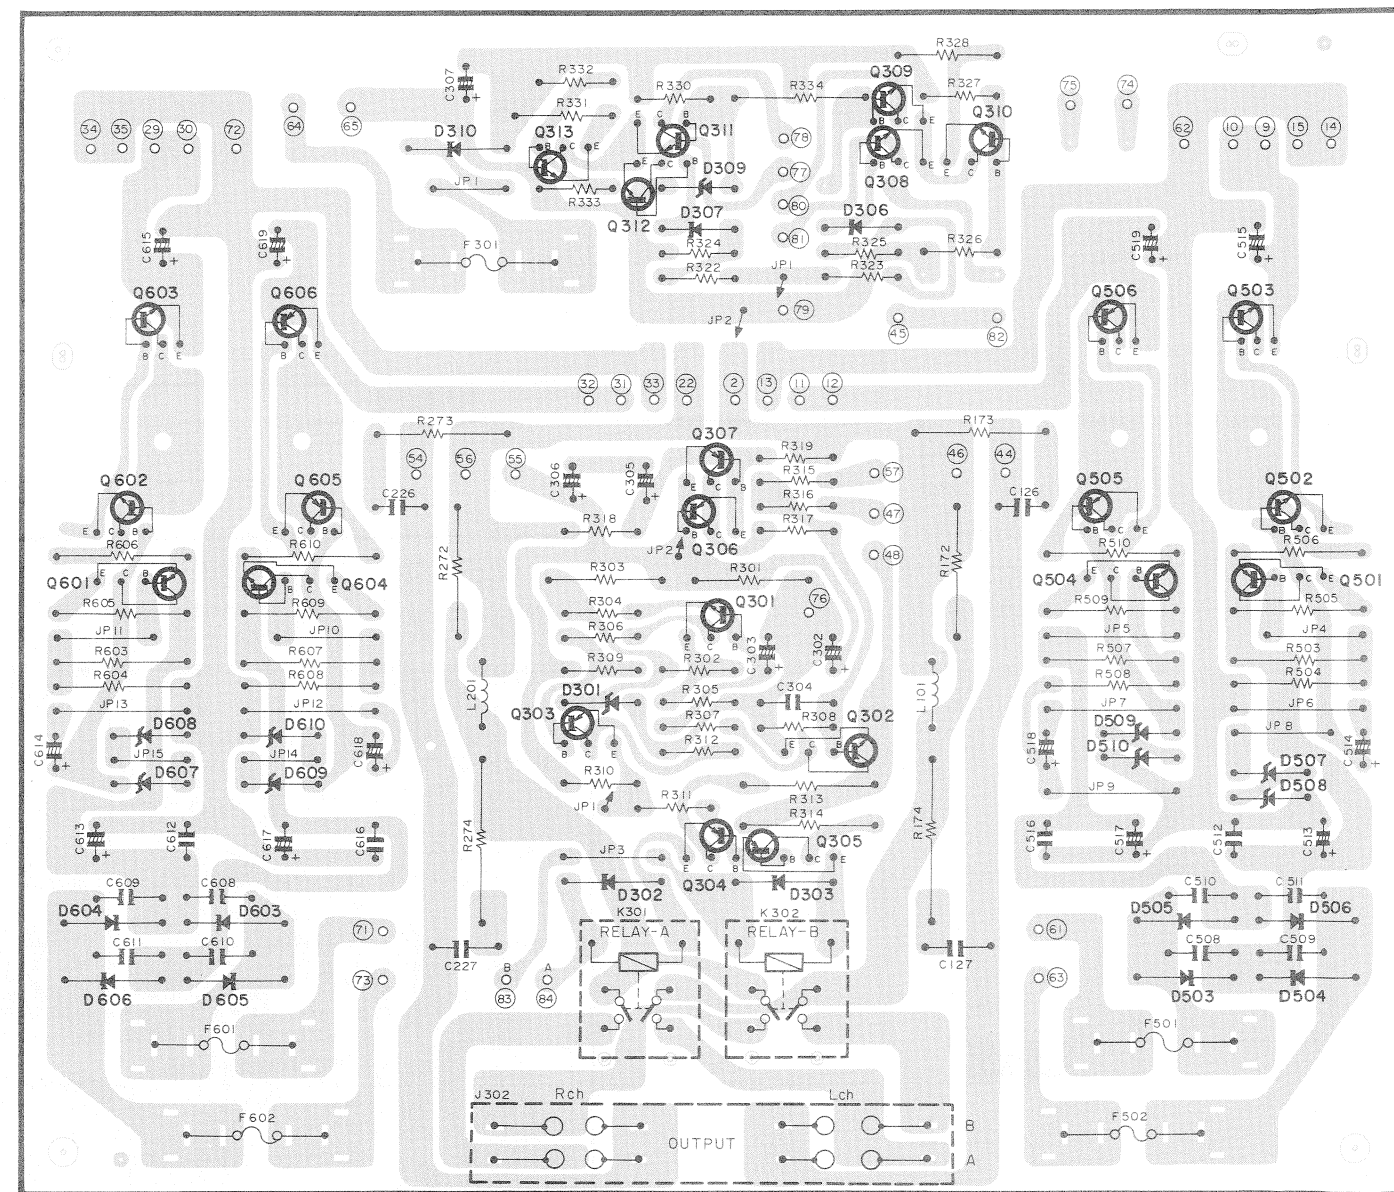 R328
R332
C307
+
R330
R334
Q309
R327
75
74
R331
64
65
Q310
34
35
29
30
72
D310
Q313
E C B
Q311
78
B C E
62
10
9
15
14
B C E
D309
77
Q308
JP1
R333
Q312
80
D307
D306
C615
+
C619
+
F301
R324
81
R325
R326
C519
+
C515
+
R322
JP1
R323
Q603
Q606
Q506
Q503
JP2
79
45
82
B C E
B C E
B C E
B C E
32
31
33
22
2
13
11
12
R273
Q307
R173
R319
54
56
55
C306
C305
R315
57
46
44
Q602
Q605
E C B
Q505
Q502
C226
R316
C126
E C B
E C B
R318
B C E
R317
47
B C E
B C E
R606
R610
R272
JP2
Q306
48
R172
R510
R506
Q601
E C B
B C E
Q604
R303
R301
Q504
E C B
B C E
Q501
R605
R609
R304
Q301
76
R509
R505
JP11
JP10
R306
E C B
JP5
JP4
R603
R607
R309
R302
C303
+
C302
+
R507
R503
R604
R608
L201
D301
R305
C304
L101
R508
R504
JP13
JP12
Q303
R307
R308
Q302
JP7
JP6
D608
D610
D509
JP8
C614
+
JP15
JP14
C618
+
B C E
R312
E C B
C518
+
D510
C514
+
D607
D609
R310
D507
JP1
R311
R313
JP9
D508
R314
C613
+
C612
C617
+
C616
R274
Q305
R174
C516
C517
+
C512
C513
+
JP3
E C B
B C E
D302
Q304
D303
C609
C608
C510
C511
D604
D603
K301
K302
D505
D506
71
RELAY-A
RELAY-B
61
C611
C610
C508
C509
C227
B
A
C127
D606
D605
73
83
84
63
D503
D504
F601
F501
J302
Rch
Lch
F602
F502
B
OUTPUT
A